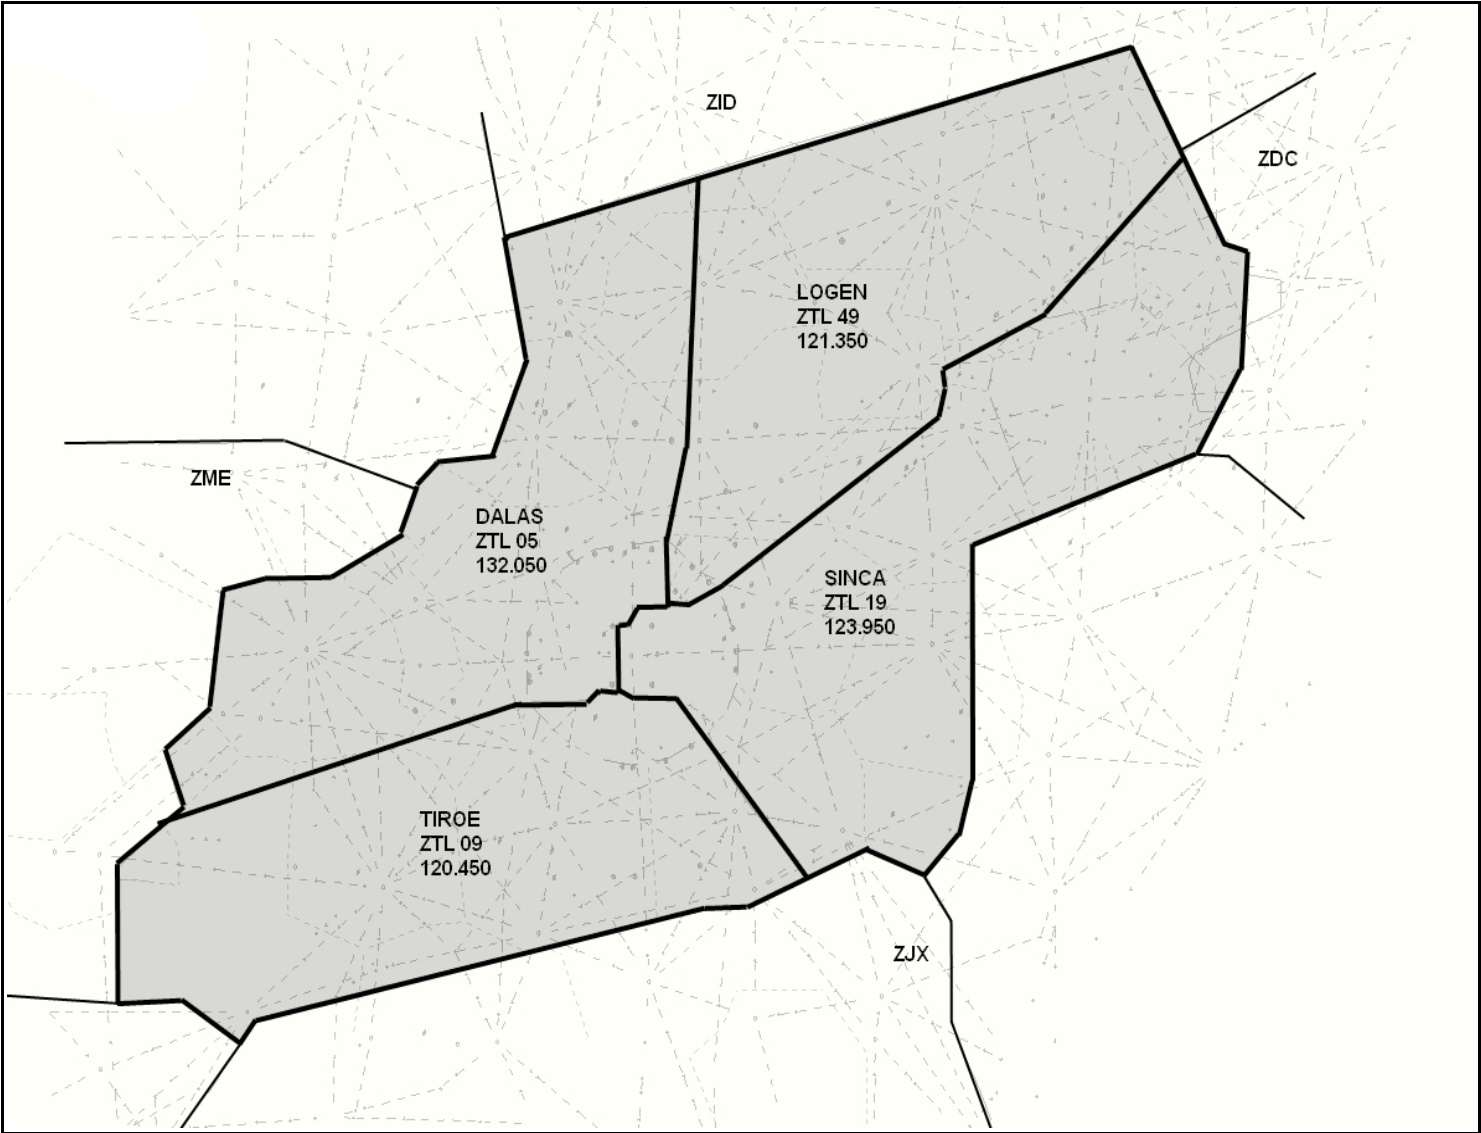 ZID
ZDC
LOGEN
ZTL 49
121.350
ZME
DALAS
ZTL 05
132.050
SINCA
ZTL 19
123.950
TIROE
ZTL 09
120.450
ZJX